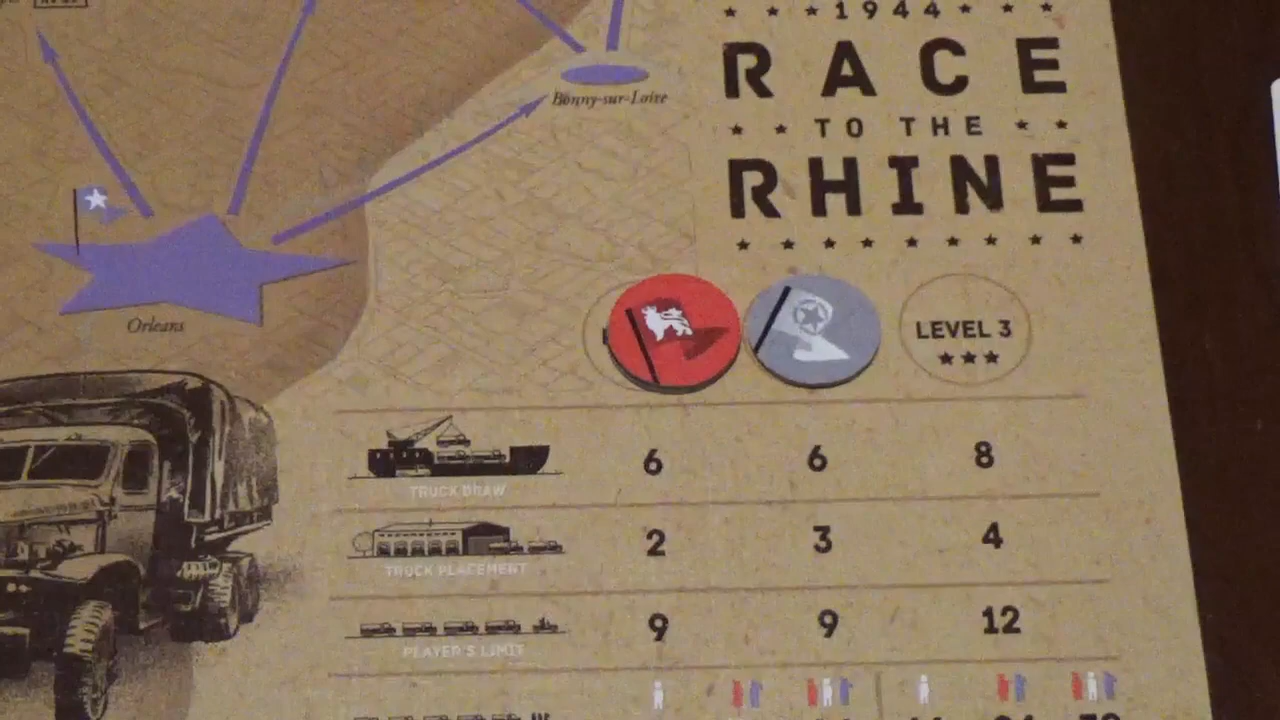 1944
RACE
TO THE
RHINE
Bonny-sur-Loire
Orleans
LEVEL 3
TRUCK DRAW
6 6 8
TRUCK PLACEMENT
2 3 4
PLAYER'S LIMIT
9 9 12